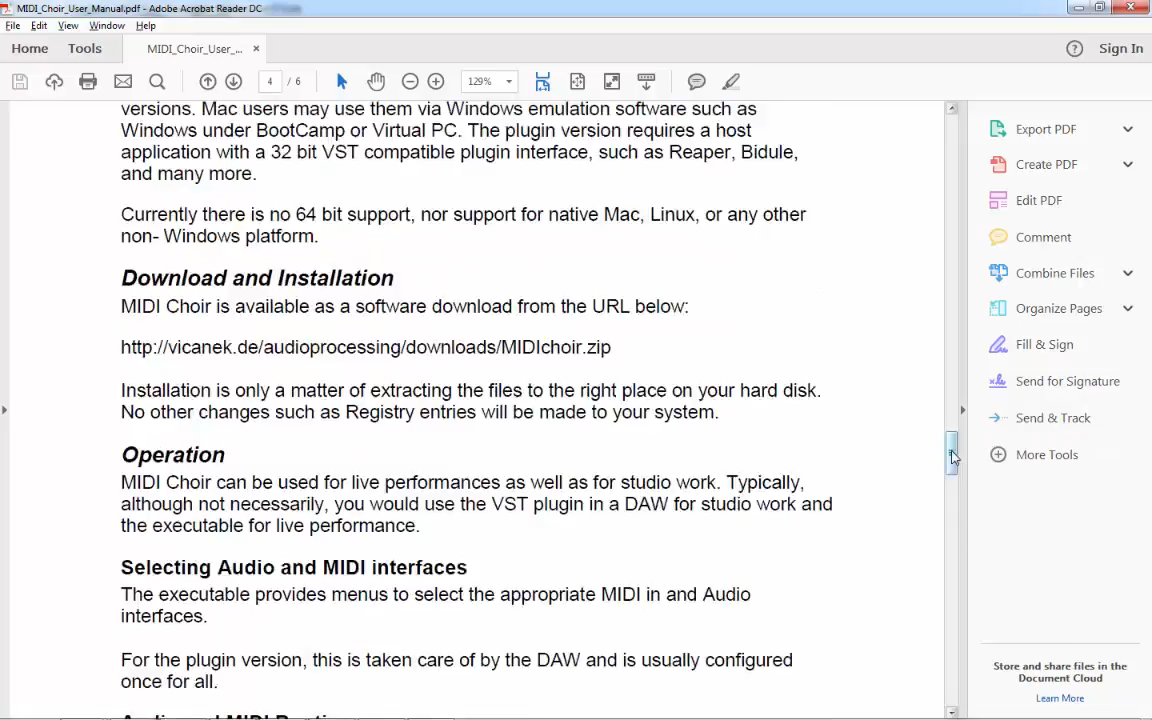 MIDI_Choir_User_Manual.pdf - Adobe Acrobat Reader DC
File Edit View Window Help
Home Tools MIDI_Choir_User_... × Sign In
4 / 6 129%
versions. Mac users may use them via Windows emulation software such as
Windows under BootCamp or Virtual PC. The plugin version requires a host
application with a 32 bit VST compatible plugin interface, such as Reaper, Bidule,
and many more.
Currently there is no 64 bit support, nor support for native Mac, Linux, or any other
non- Windows platform.
Download and Installation
MIDI Choir is available as a software download from the URL below:
http://vicanek.de/audioprocessing/downloads/MIDIchoir.zip
Installation is only a matter of extracting the files to the right place on your hard disk.
No other changes such as Registry entries will be made to your system.
Operation
MIDI Choir can be used for live performances as well as for studio work. Typically,
although not necessarily, you would use the VST plugin in a DAW for studio work and
the executable for live performance.
Selecting Audio and MIDI interfaces
The executable provides menus to select the appropriate MIDI in and Audio
interfaces.
For the plugin version, this is taken care of by the DAW and is usually configured
once for all.
Export PDF
Create PDF
Edit PDF
Comment
Combine Files
Organize Pages
Fill & Sign
Send for Signature
Send & Track
More Tools
Store and share files in the
Document Cloud
Learn More